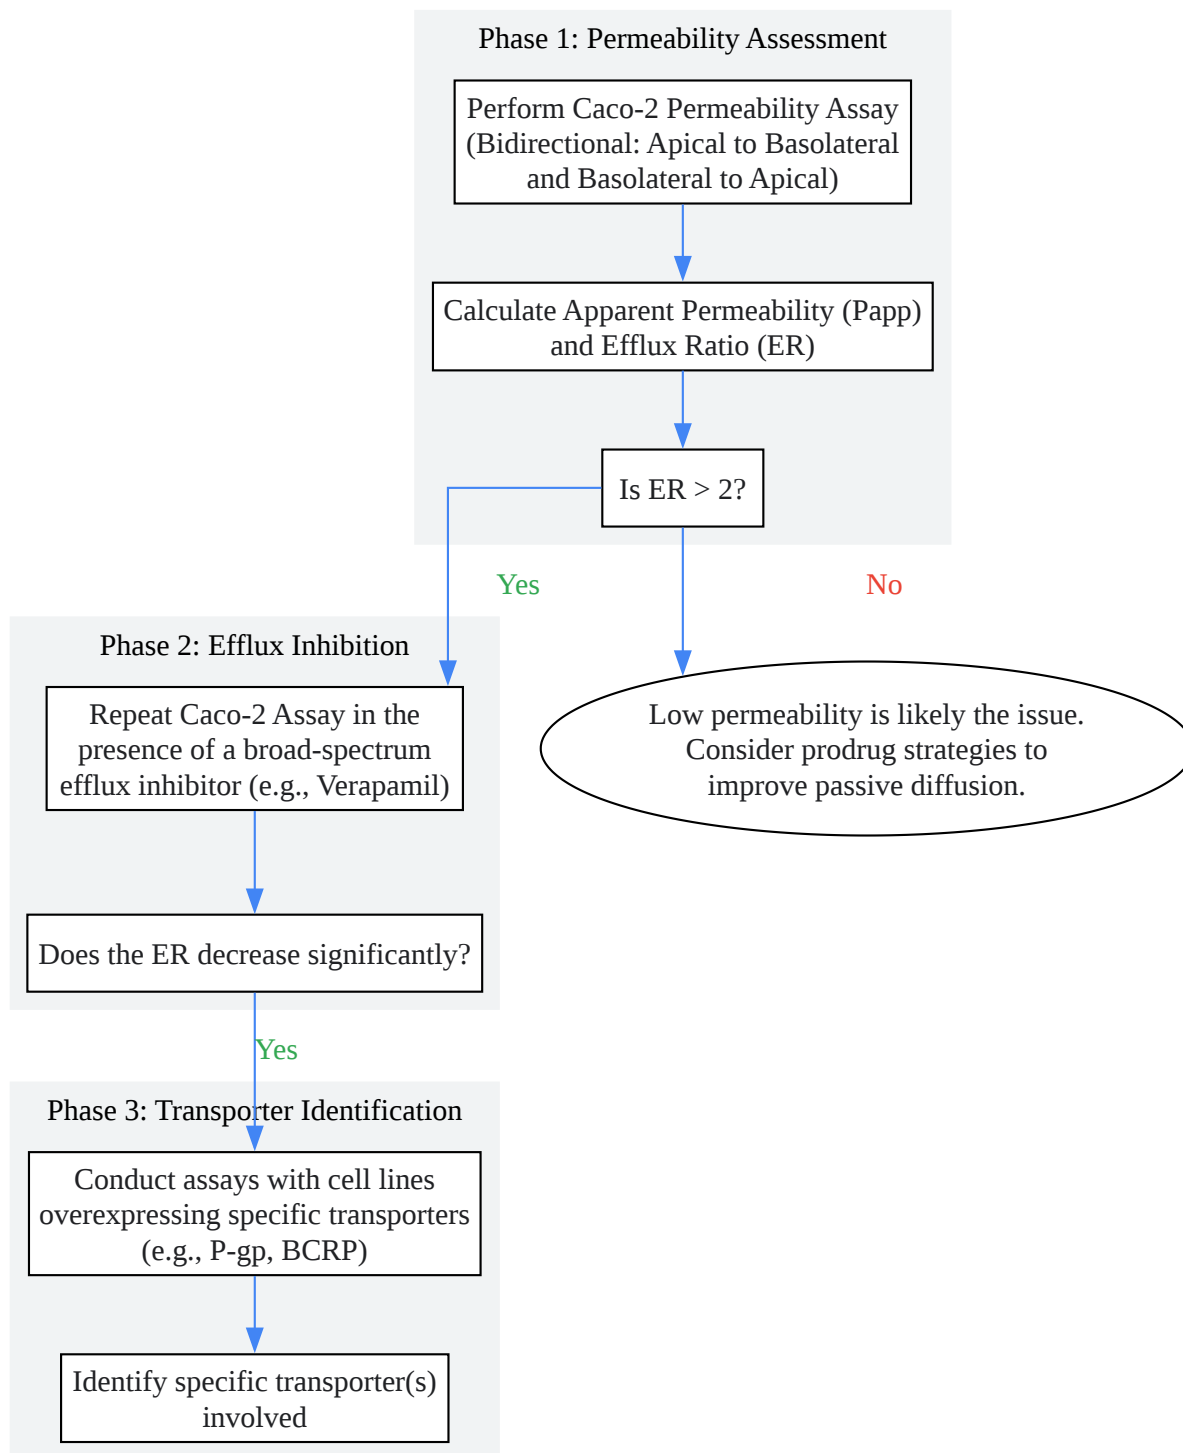 Phase 1: Permeability Assessment
Perform Caco-2 Permeability Assay
(Bidirectional: Apical to Basolateral
and Basolateral to Apical)
Calculate Apparent Permeability (Papp)
and Efflux Ratio (ER)
Is ER > 2?
Yes
No
Phase 2: Efflux Inhibition
Repeat Caco-2 Assay in the
presence of a broad-spectrum
efflux inhibitor (e.g., Verapamil)
Low permeability is likely the issue.
Consider prodrug strategies to
improve passive diffusion.
Does the ER decrease significantly?
Yes
Phase 3: Transporter Identification
Conduct assays with cell lines
overexpressing specific transporters
(e.g., P-gp, BCRP)
Identify specific transporter(s)
involved